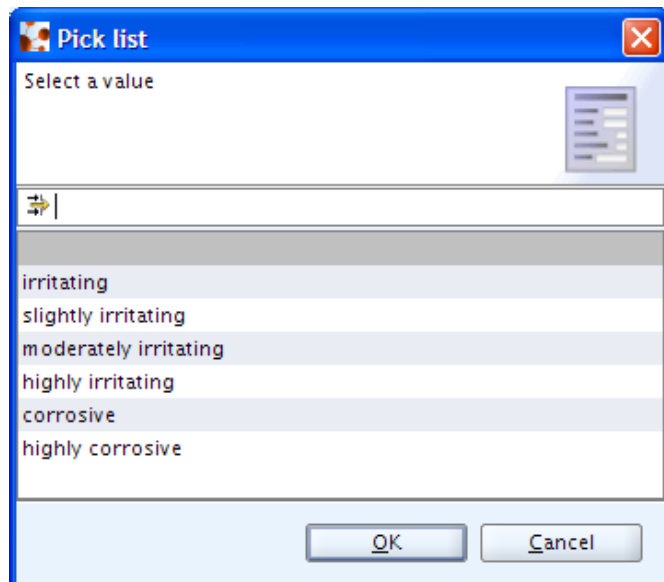 Pick list
Select a value
irritating
slightly irritating
moderately irritating
highly irritating
corrosive
highly corrosive
OK
Cancel